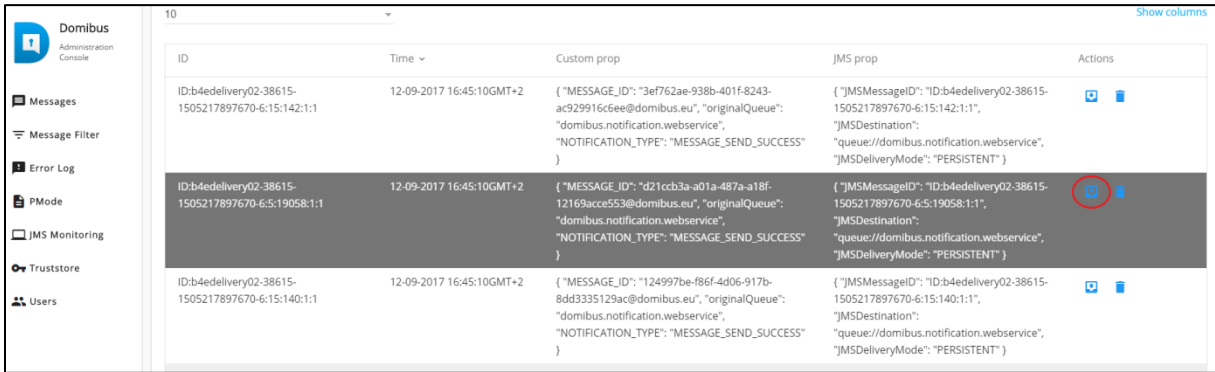 Domibus
Administration
Console
Messages
Message Filter
Error Log
PMode
JMS Monitoring
Truststore
Users
10
Show columns
ID
Time
Custom prop
JMS prop
Actions
ID:b4edelivery02-38615-
1505217897670-6:15:142:1:1
12-09-2017 16:45:10GMT+2
{ "MESSAGE_ID": "3ef762ae-938b-401f-8243-
ac929916c6ee@domibus.eu", "originalQueue":
"domibus.notification.webservice",
"NOTIFICATION_TYPE": "MESSAGE_SEND_SUCCESS"
}
{ "JMSMessageID": "ID:b4edelivery02-38615-
1505217897670-6:15:142:1:1",
"JMSDestination":
"queue://domibus.notification.webservice",
"JMSDeliveryMode": "PERSISTENT" }
ID:b4edelivery02-38615-
1505217897670-6:5:19058:1:1
12-09-2017 16:45:10GMT+2
{ "MESSAGE_ID": "d21ccb3a-a01a-487a-a18f-
12169acce553@domibus.eu", "originalQueue":
"domibus.notification.webservice",
"NOTIFICATION_TYPE": "MESSAGE_SEND_SUCCESS"
}
{ "JMSMessageID": "ID:b4edelivery02-38615-
1505217897670-6:5:19058:1:1",
"JMSDestination":
"queue://domibus.notification.webservice",
"JMSDeliveryMode": "PERSISTENT" }
ID:b4edelivery02-38615-
1505217897670-6:15:140:1:1
12-09-2017 16:45:10GMT+2
{ "MESSAGE_ID": "124997be-f86f-4d06-917b-
8dd3335129ac@domibus.eu", "originalQueue":
"domibus.notification.webservice",
"NOTIFICATION_TYPE": "MESSAGE_SEND_SUCCESS"
}
{ "JMSMessageID": "ID:b4edelivery02-38615-
1505217897670-6:15:140:1:1",
"JMSDestination":
"queue://domibus.notification.webservice",
"JMSDeliveryMode": "PERSISTENT" }